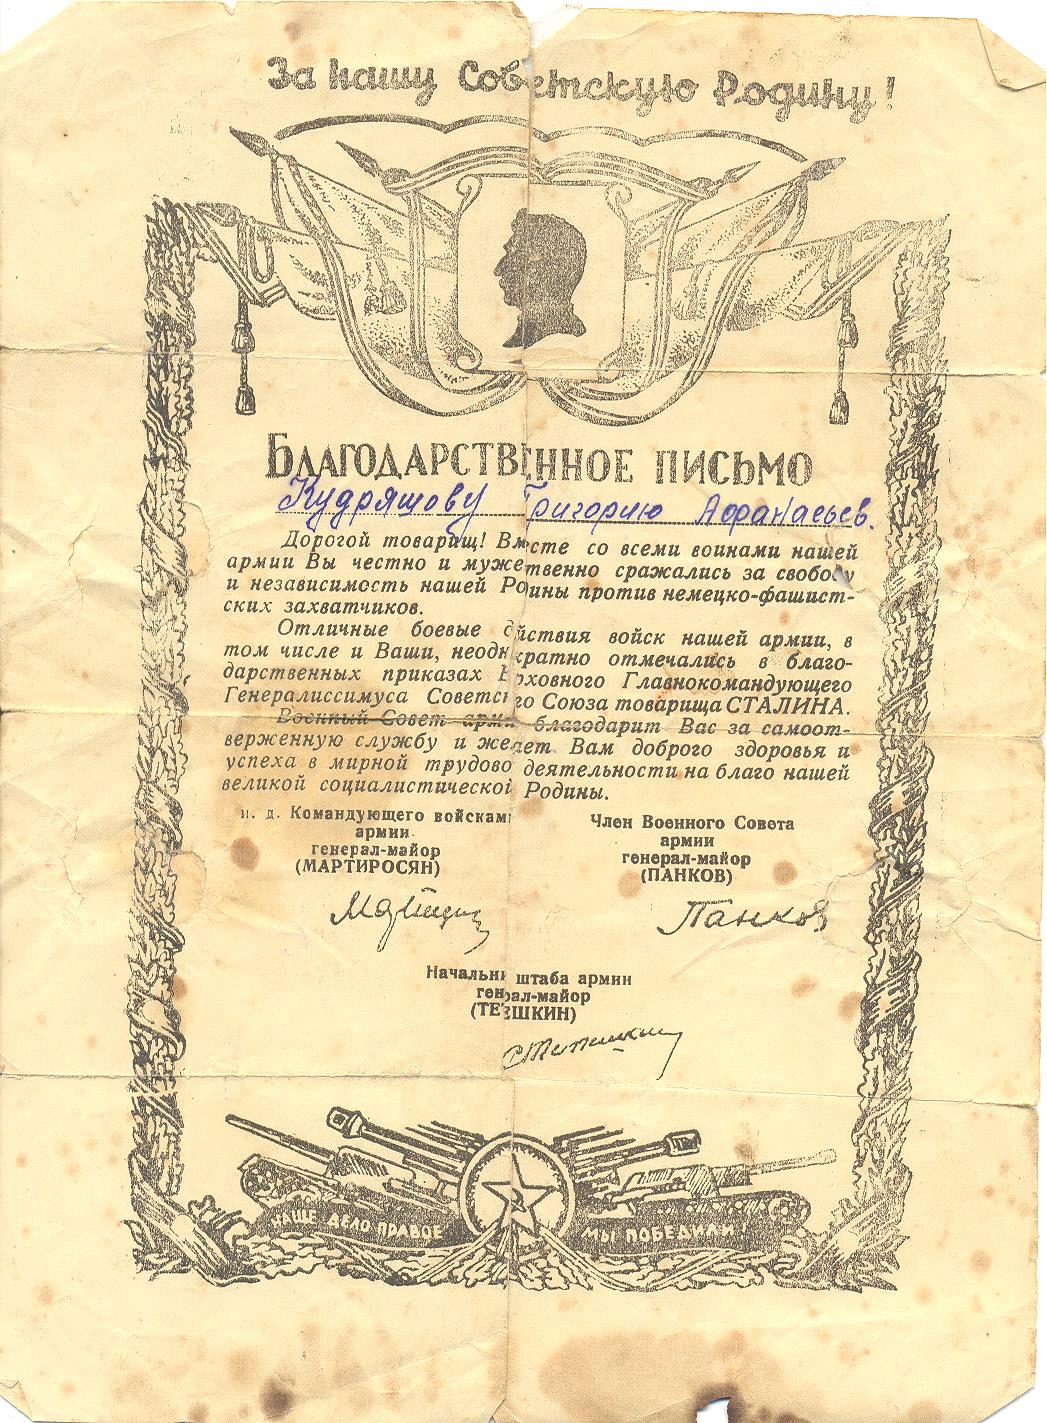 За нашу Советскую Родину!
БЛАГОДАРСТВЕННОЕ ПИСЬМО
Кудряшову Григорию Афанасьев.
Дорогой товарищ! Вместе со всеми воинами нашей
армии Вы честно и мужественно сражались за свободу
и независимость нашей Родины против немецко-фашист-
ских захватчиков.
Отличные боевые действия войск нашей армии, в
том числе и Ваши, неоднократно отмечались в благо-
дарственных приказах Верховного Главнокомандующего
Генералиссимуса Советского Союза товарища СТАЛИНА.
Военный Совет армии благодарит Вас за самоот-
верженную службу и желает Вам доброго здоровья и
успеха в мирной трудовой деятельности на благо нашей
великой социалистической Родины.
и. д. Командующего войсками
армии
генерал-майор
(МАРТИРОСЯН)
Член Военного Совета
армии
генерал-майор
(ПАНКОВ)
Панков
Начальник штаба армии
генерал-майор
НАШЕ ДЕЛО ПРАВОЕ
МЫ ПОБЕДИЛИ!